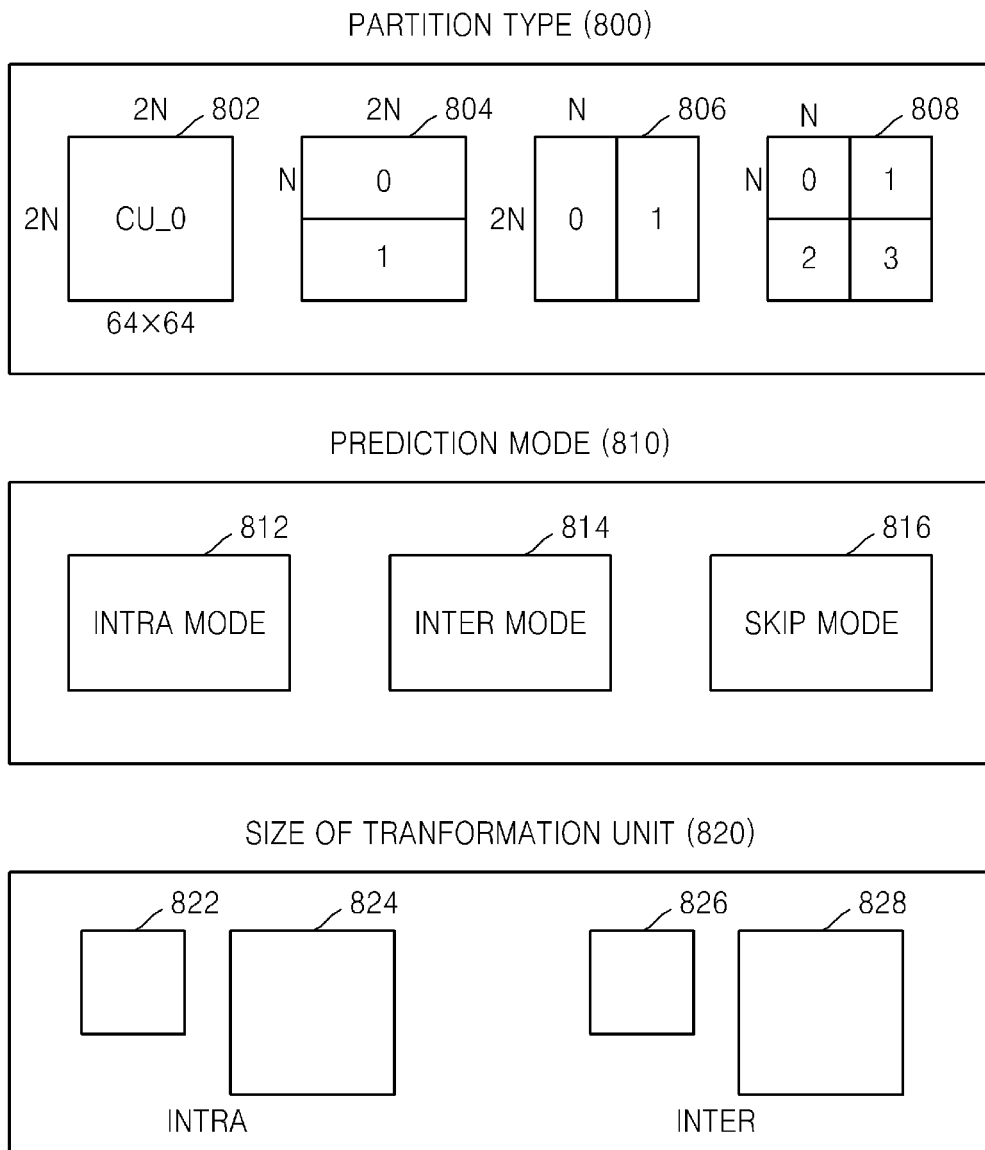 PARTITION TYPE (800)
2N 802 2N 804 N 806 N 808
2N CU_0 N 0 2N 0 1 N 0 1
1 2 3
64×64
PREDICTION MODE (810)
812 814 816
INTRA MODE INTER MODE SKIP MODE
SIZE OF TRANFORMATION UNIT (820)
822 824 826 828
INTRA INTER